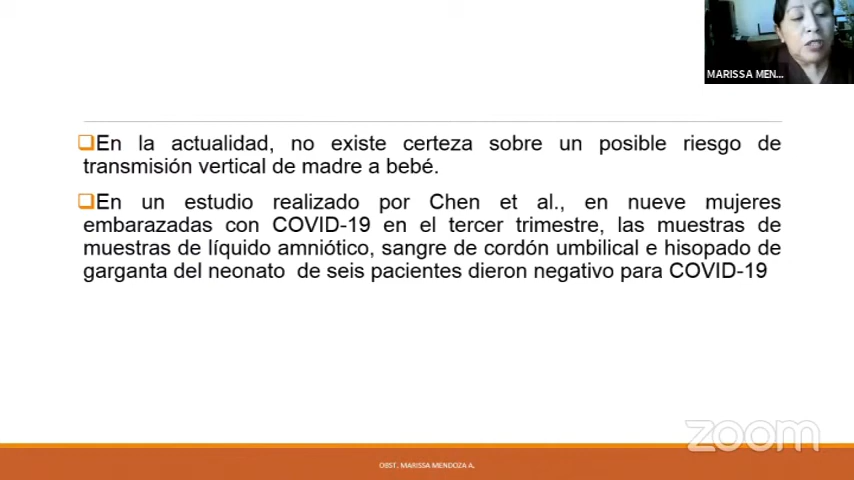 MARISSA MEN...
En la actualidad, no existe certeza sobre un posible riesgo de
transmisión vertical de madre a bebé.
En un estudio realizado por Chen et al., en nueve mujeres
embarazadas con COVID-19 en el tercer trimestre, las muestras de
muestras de líquido amniótico, sangre de cordón umbilical e hisopado de
garganta del neonato de seis pacientes dieron negativo para COVID-19
zoom
OBST. MARISSA MENDOZA A.